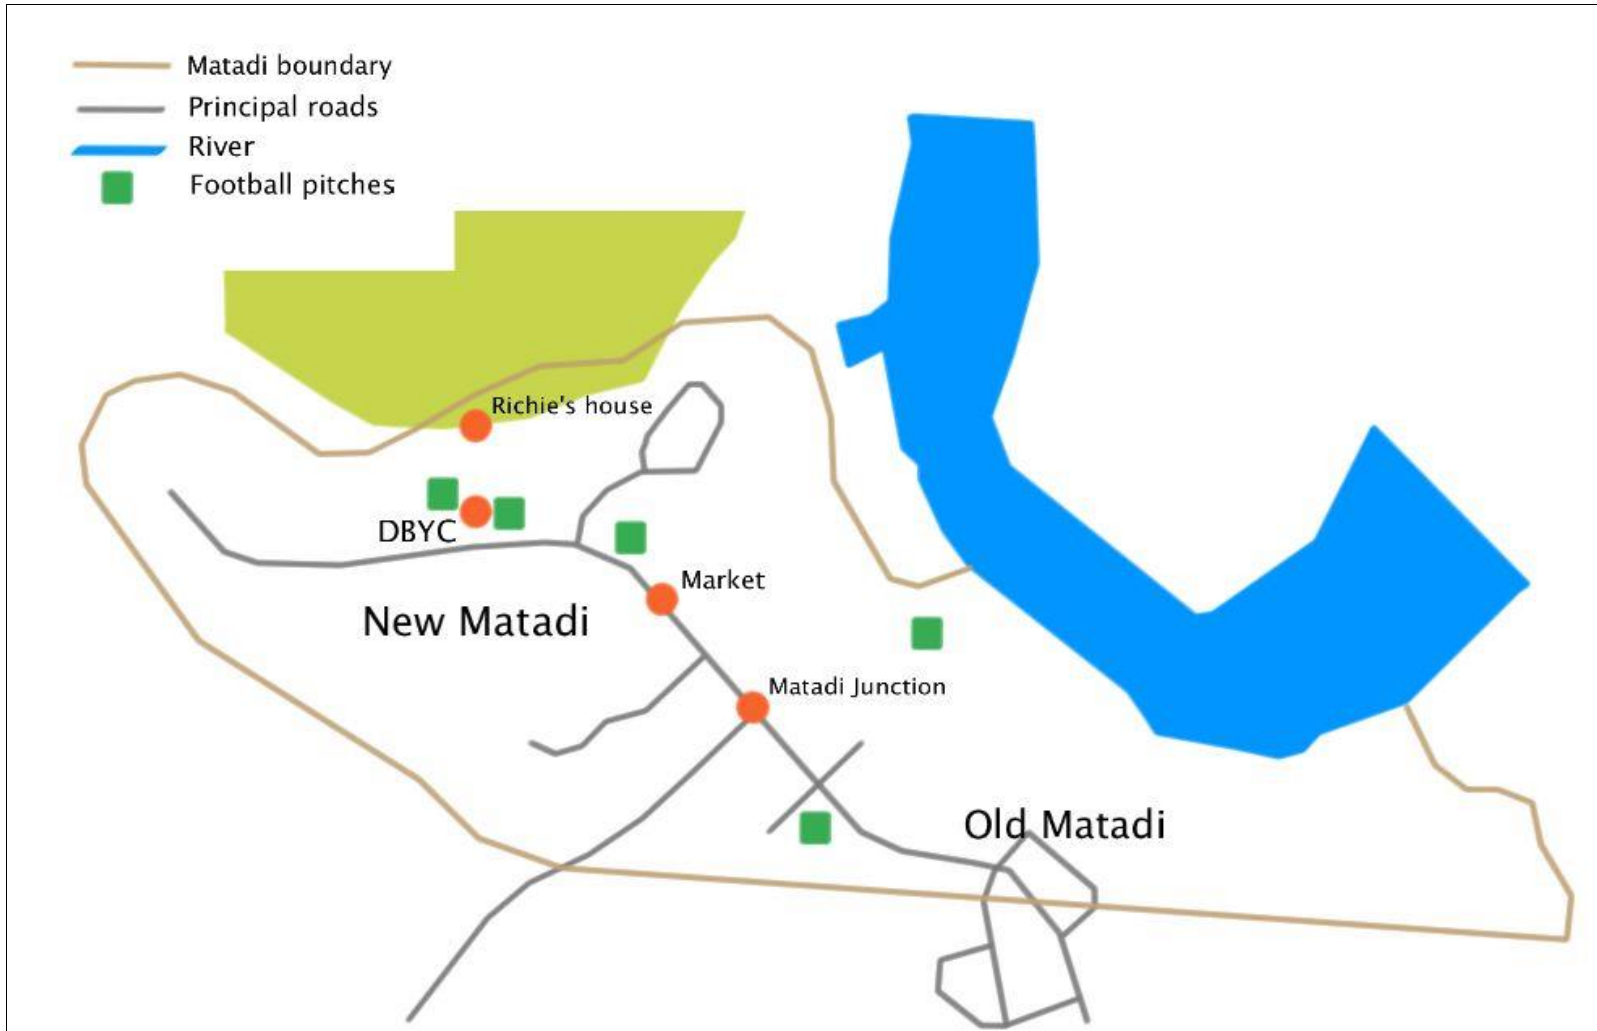 Matadi boundary
Principal roads
River
Football pitches
Richie's house
DBYC
Market
New Matadi
Matadi Junction
Old Matadi